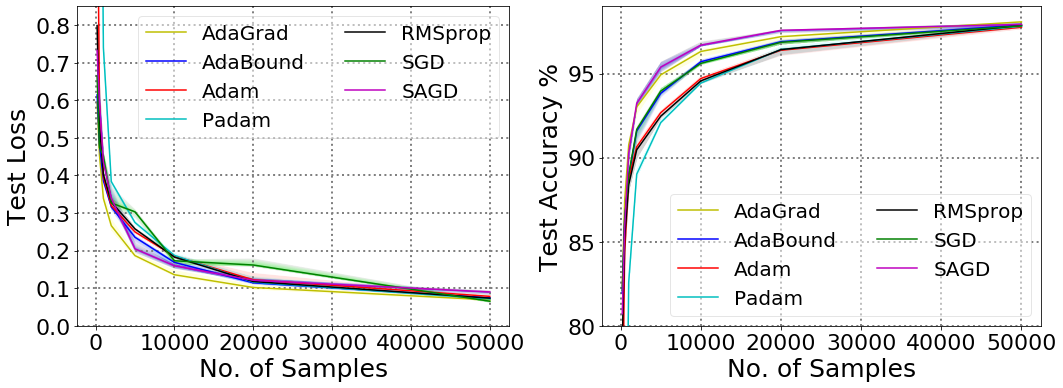 0.8
0.7
0.6
0.5
0.4
0.3
0.2
0.1
0.0
Test Loss
AdaGrad
AdaBound
Adam
Padam
RMSprop
SGD
SAGD
0 10000 20000 30000 40000 50000
No. of Samples
95
90
85
80
Test Accuracy %
AdaGrad
AdaBound
Adam
Padam
RMSprop
SGD
SAGD
0 10000 20000 30000 40000 50000
No. of Samples